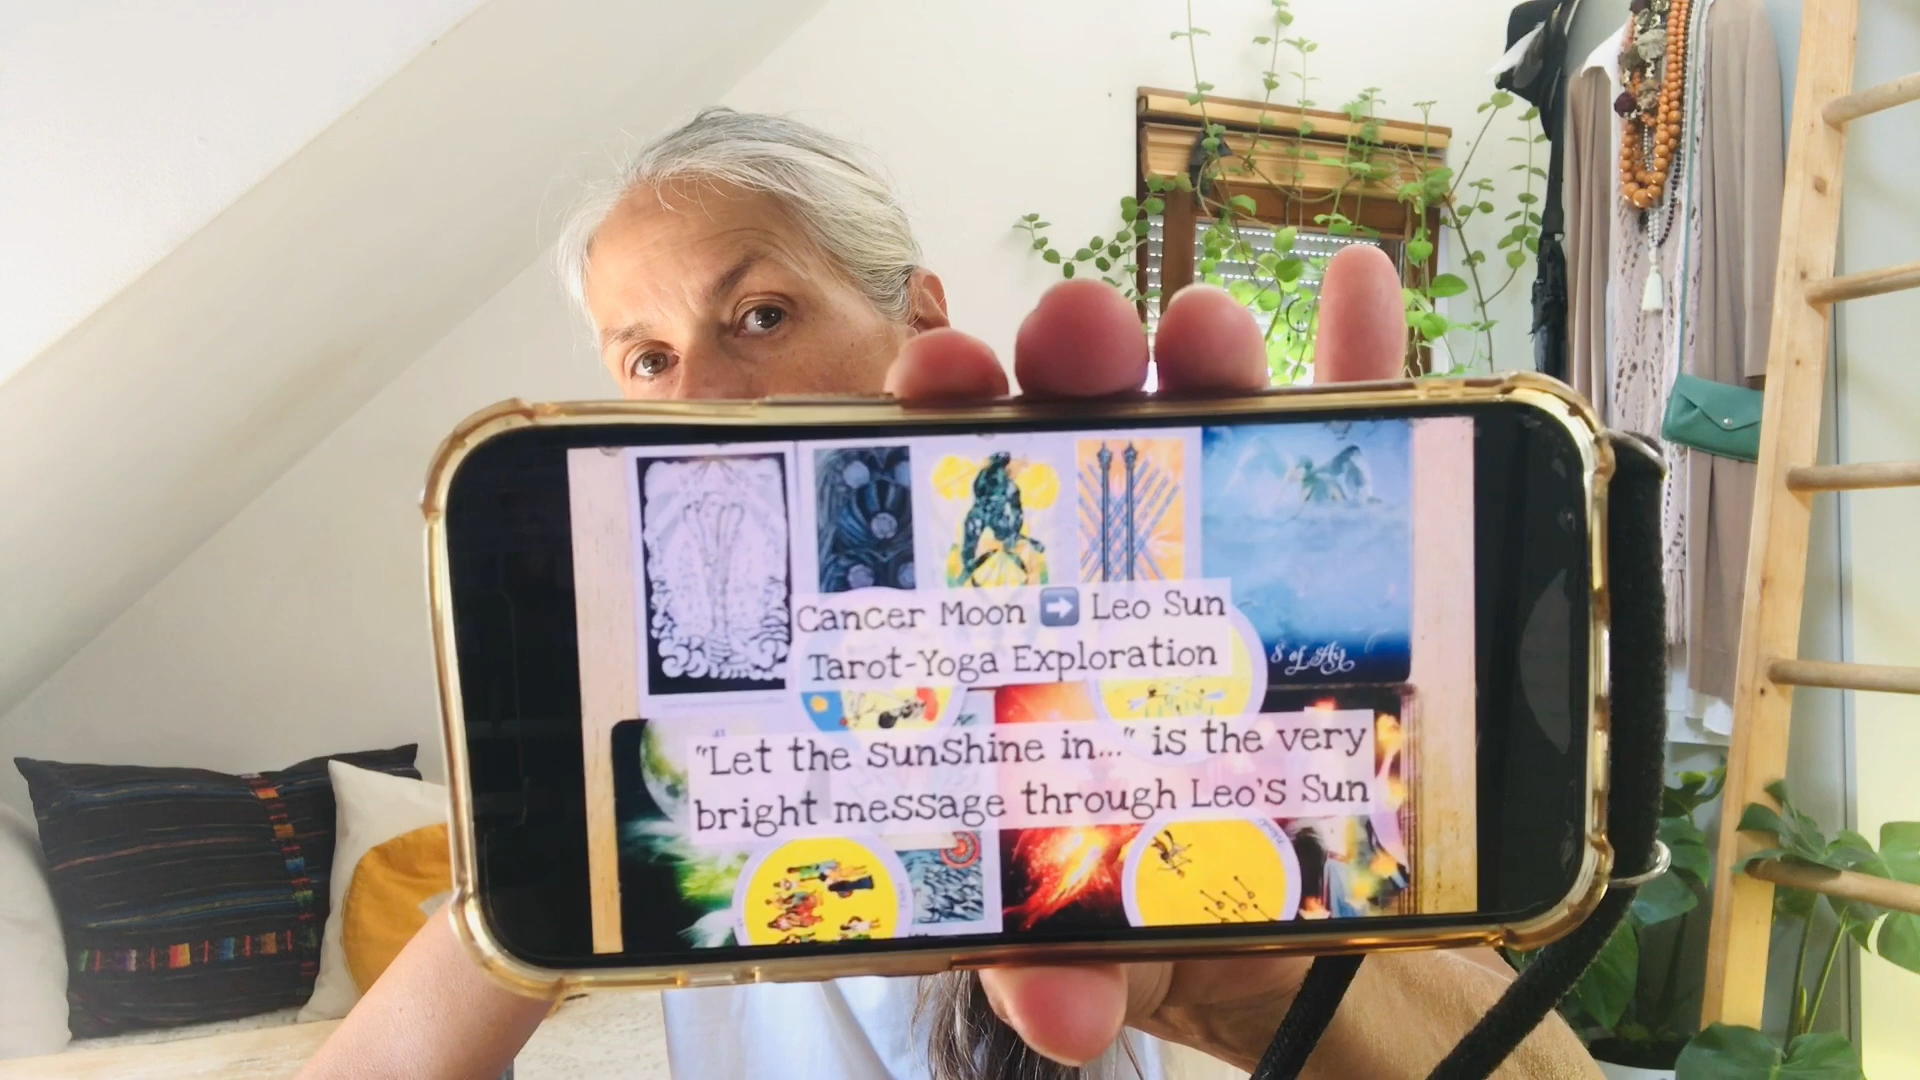 Cancer Moon ➡ Leo Sun
Tarot-Yoga Exploration
8 of Air
"Let the sunshine in..." is the very
bright message through Leo's Sun